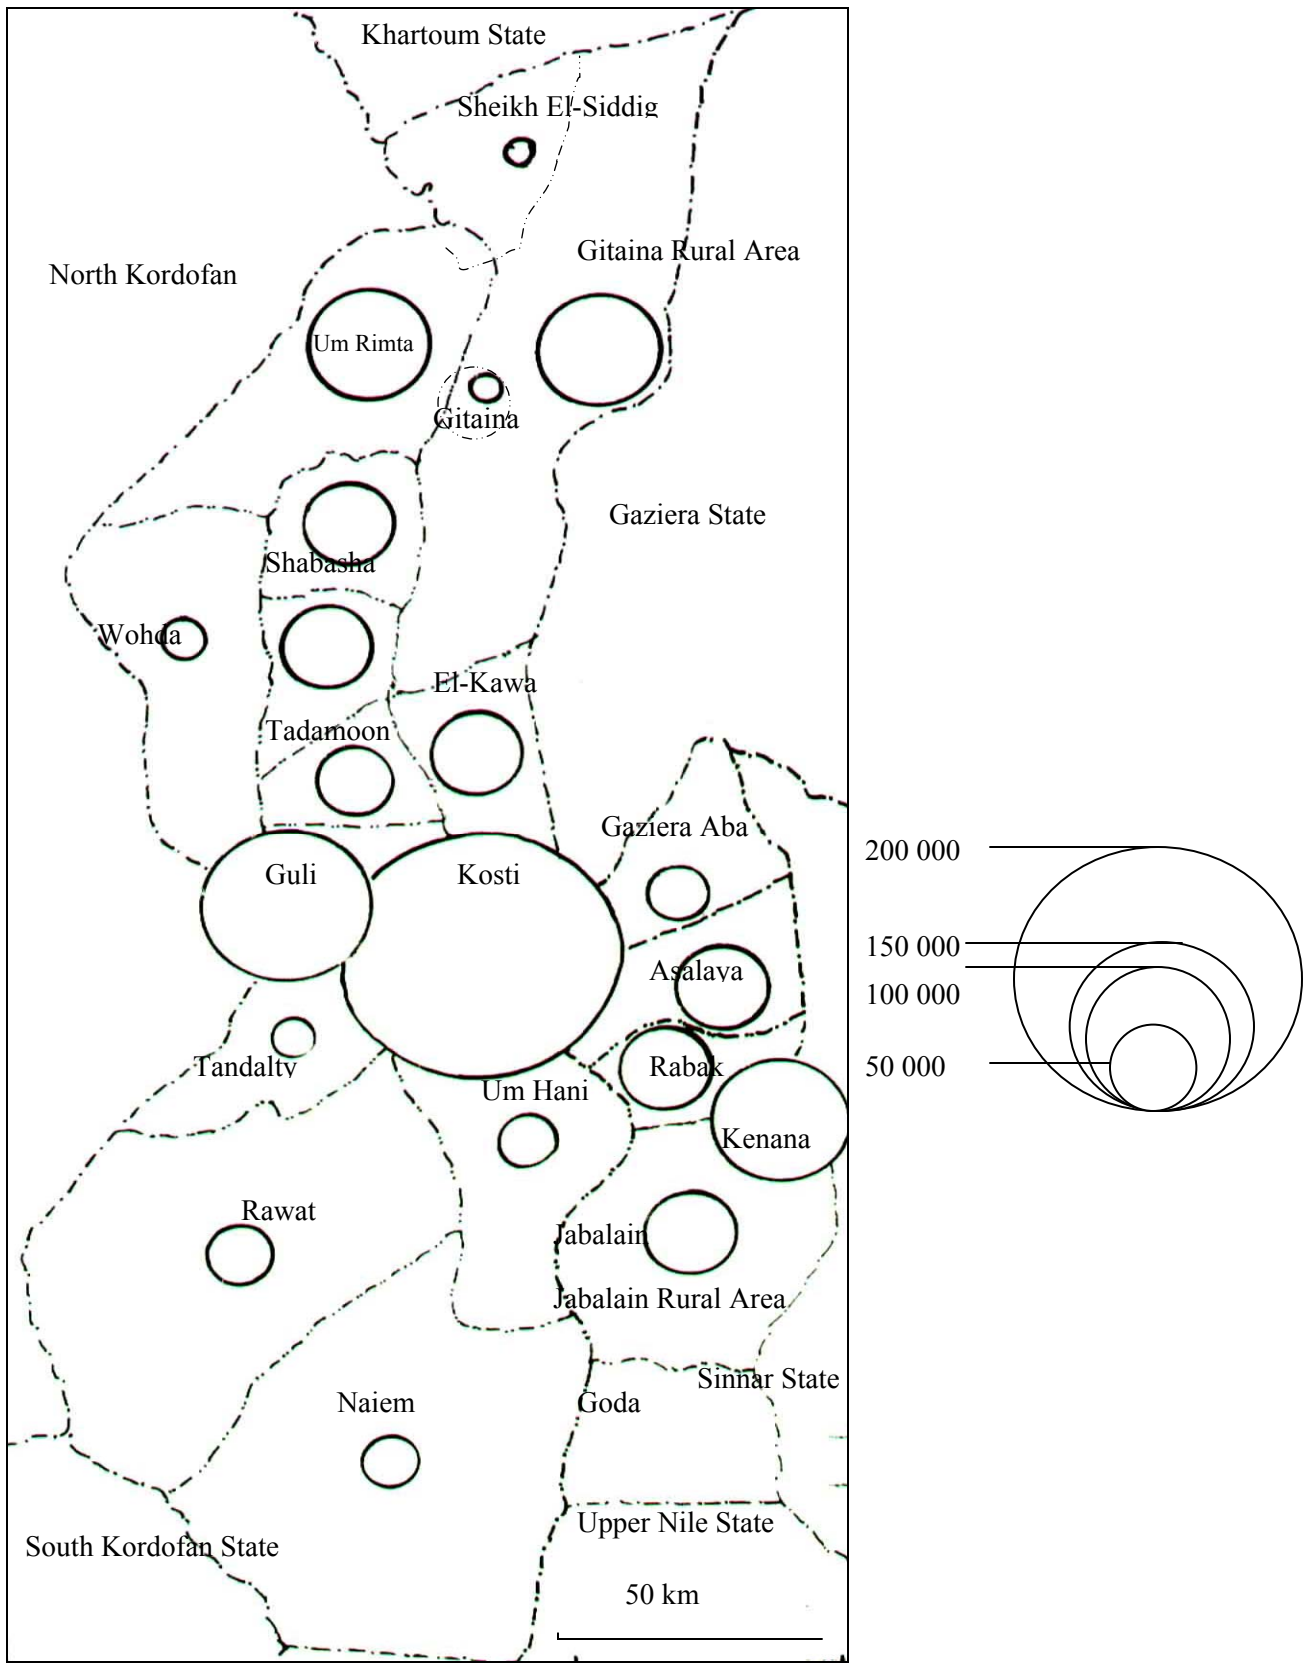 Khartoum State
Sheikh El-Siddig
Gitaina Rural Area
North Kordofan
Um Rimta
Gitaina
Gaziera State
Shabasha
Wohda
El-Kawa
Tadamoon
Gaziera Aba
Guli
Kosti
200 000
150 000
Asalaya
100 000
Tandalty
Rabak
50 000
Um Hani
Kenana
Rawat
Jabalain
Jabalain Rural Area
Sinnar State
Naiem
Goda
Upper Nile State
South Kordofan State
50 km